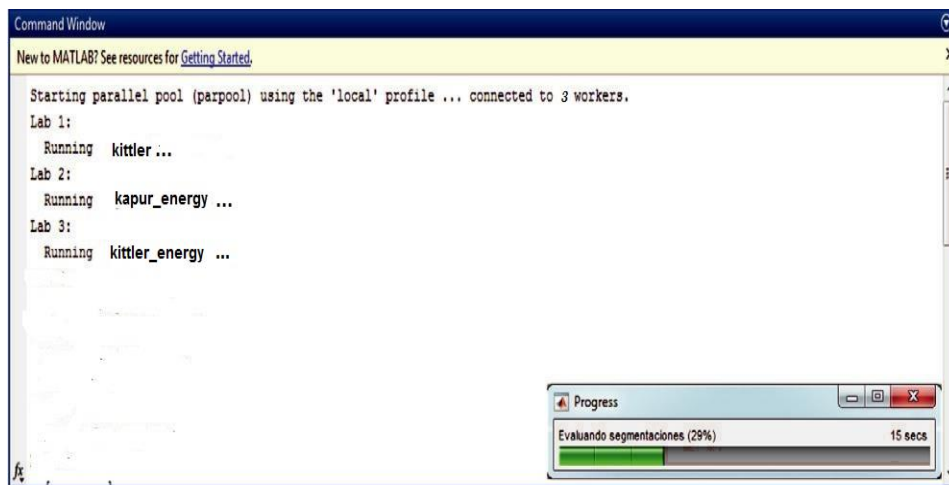 Command Window
New to MATLAB? See resources for Getting Started.
Starting parallel pool (parpool) using the 'local' profile ... connected to 3 workers.
Lab 1:
Running kittler ...
Lab 2:
Running kapur_energy ...
Lab 3:
Running kittler_energy ...
Progress
Evaluando segmentaciones (29%) 15 secs
fx